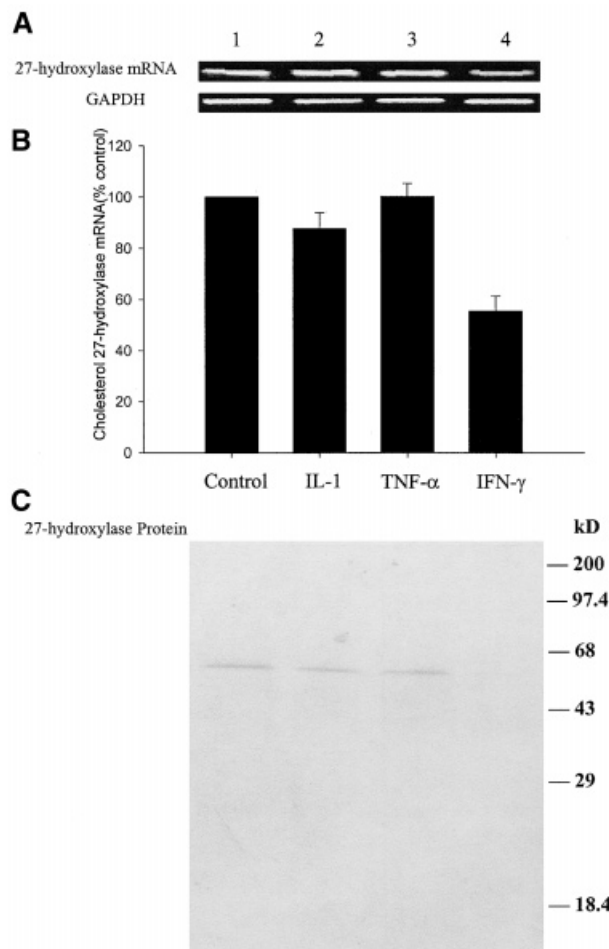 A
1 2 3 4
27-hydroxylase mRNA
GAPDH
B
Cholesterol 27-hydroxylase mRNA(% control)
120
100
80
60
40
20
0
Control IL-1 TNF-α IFN-γ
C
27-hydroxylase Protein
kD
200
97.4
68
43
29
18.4